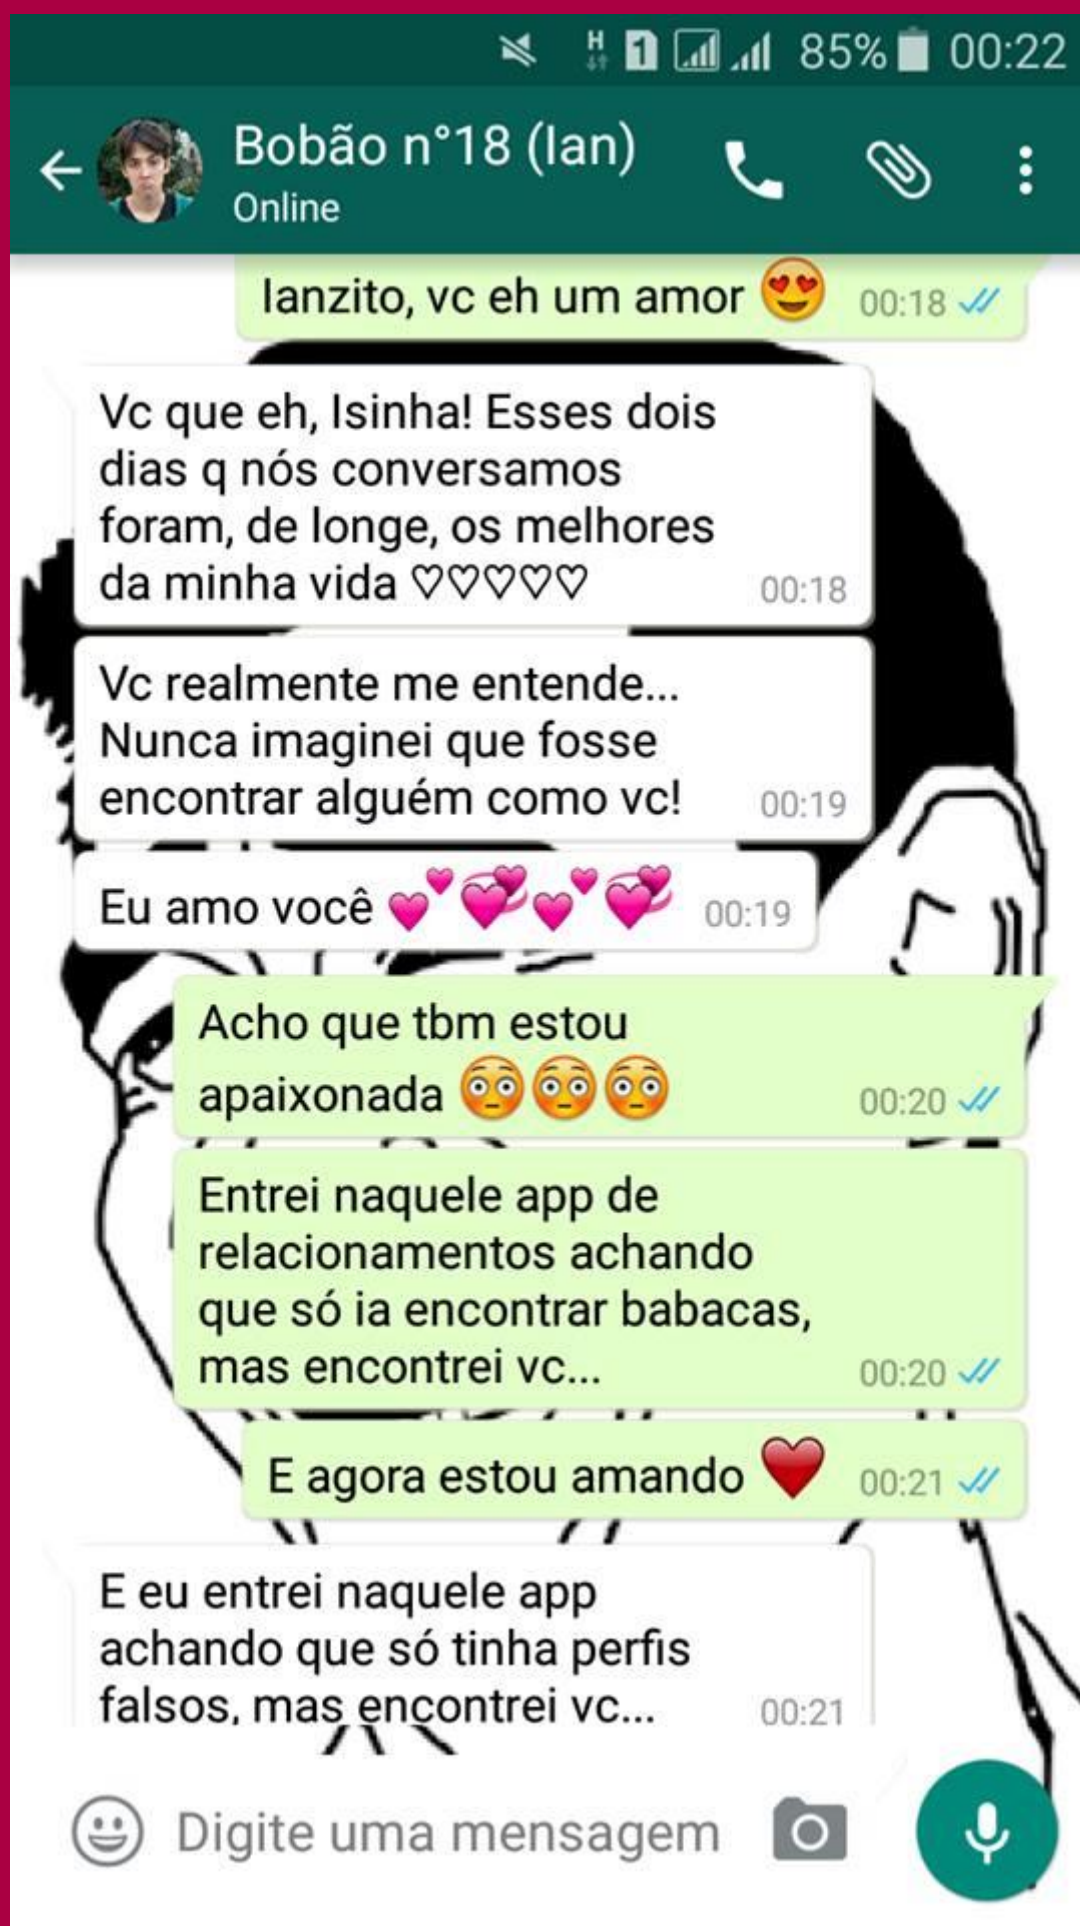 H 1 85% 00:22
Bobão n°18 (Ian)
Online
Ianzito, vc eh um amor 😍 00:18
Vc que eh, Isinha! Esses dois
dias q nós conversamos
foram, de longe, os melhores
da minha vida ♡♡♡♡♡ 00:18
Vc realmente me entende...
Nunca imaginei que fosse
encontrar alguém como vc! 00:19
Eu amo você 💕💞💕💞 00:19
Acho que tbm estou
apaixonada 😳😳😳 00:20
Entrei naquele app de
relacionamentos achando
que só ia encontrar babacas,
mas encontrei vc... 00:20
E agora estou amando ❤ 00:21
E eu entrei naquele app
achando que só tinha perfis
falsos, mas encontrei vc... 00:21
Digite uma mensagem